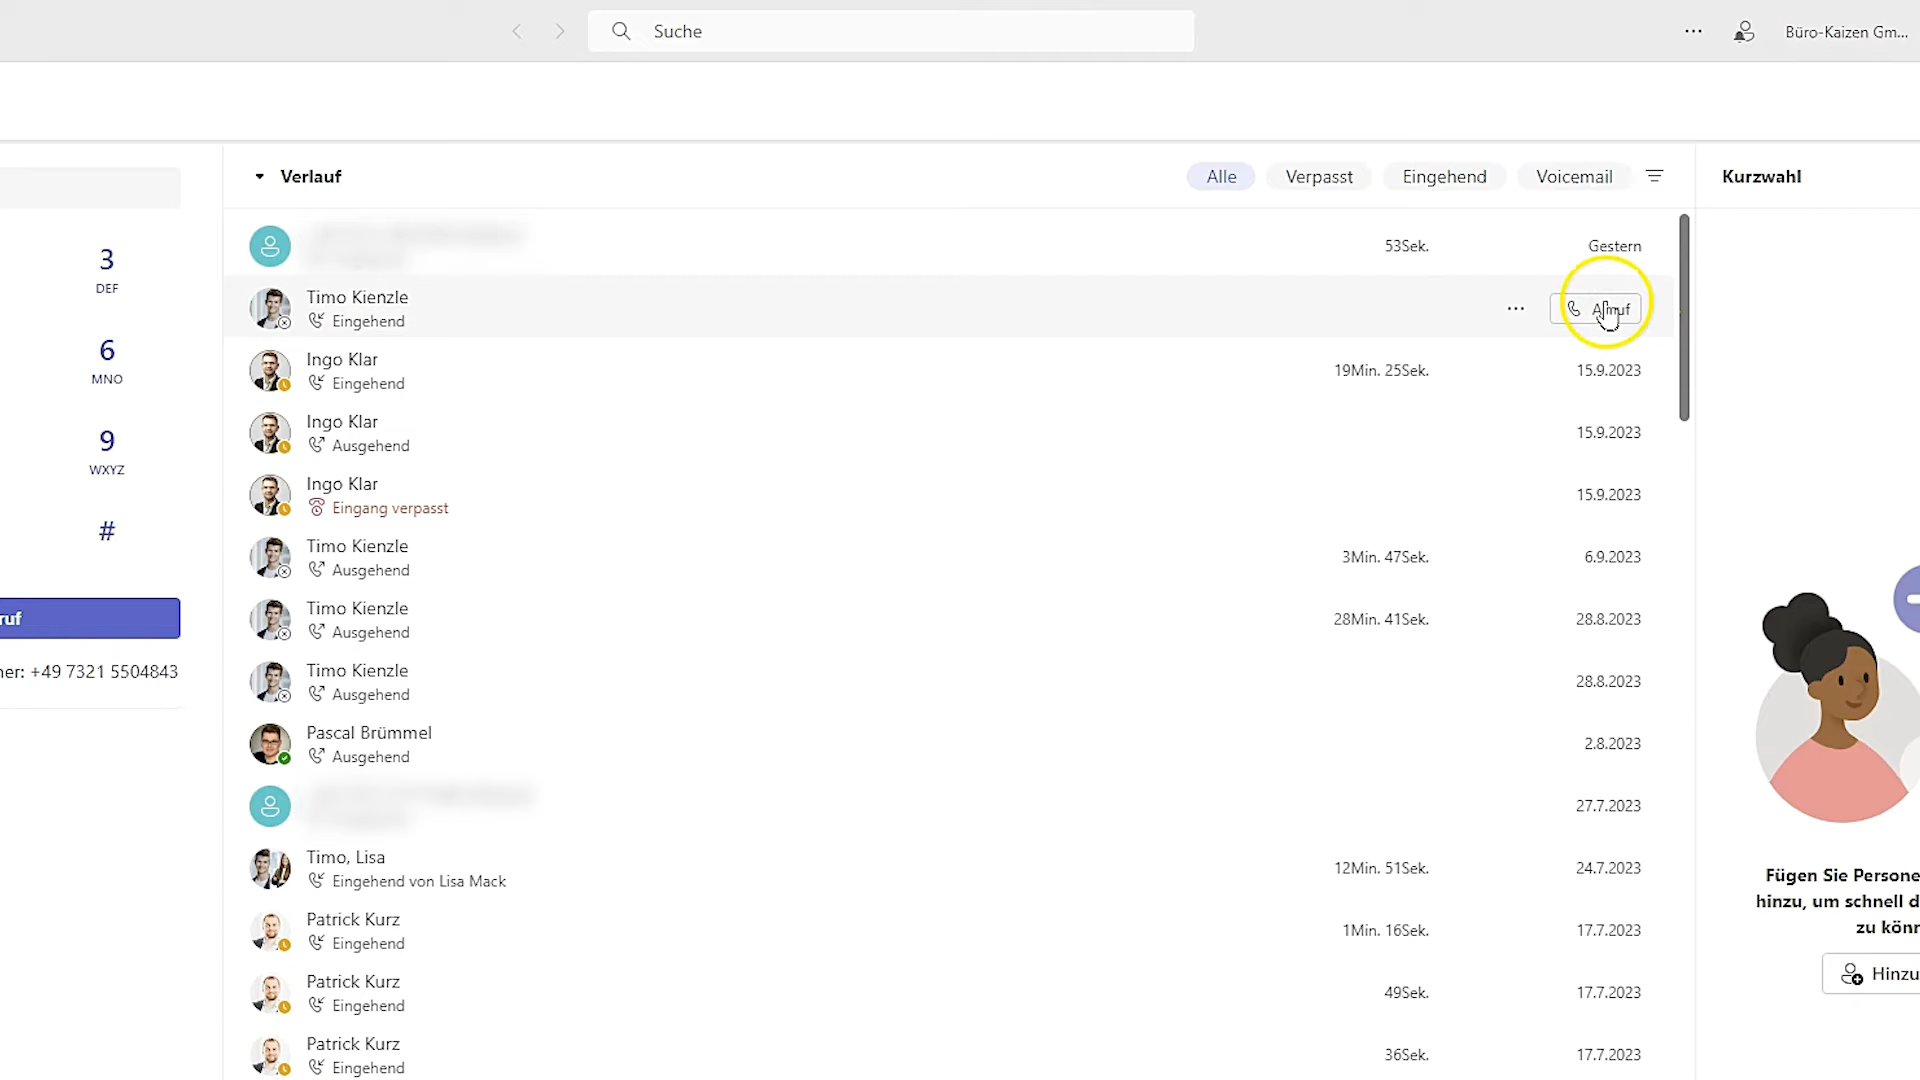 Suche
Büro-Kaizen Gm...
Verlauf
Alle
Verpasst
Eingehend
Voicemail
Kurzwahl
3
DEF
6
MNO
9
WXYZ
#
ruf
ner: +49 7321 5504843
53Sek.
Gestern
Timo Kienzle
Eingehend
Anruf
Ingo Klar
Eingehend
19Min. 25Sek.
15.9.2023
Ingo Klar
Ausgehend
15.9.2023
Ingo Klar
Eingang verpasst
15.9.2023
Timo Kienzle
Ausgehend
3Min. 47Sek.
6.9.2023
Timo Kienzle
Ausgehend
28Min. 41Sek.
28.8.2023
Timo Kienzle
Ausgehend
28.8.2023
Pascal Brümmel
Ausgehend
2.8.2023
27.7.2023
Timo, Lisa
Eingehend von Lisa Mack
12Min. 51Sek.
24.7.2023
Patrick Kurz
Eingehend
1Min. 16Sek.
17.7.2023
Patrick Kurz
Eingehend
49Sek.
17.7.2023
Patrick Kurz
Eingehend
36Sek.
17.7.2023
Fügen Sie Persone
hinzu, um schnell d
zu könn
Hinzu